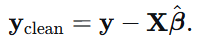 y_clean = y − Xβ̂.